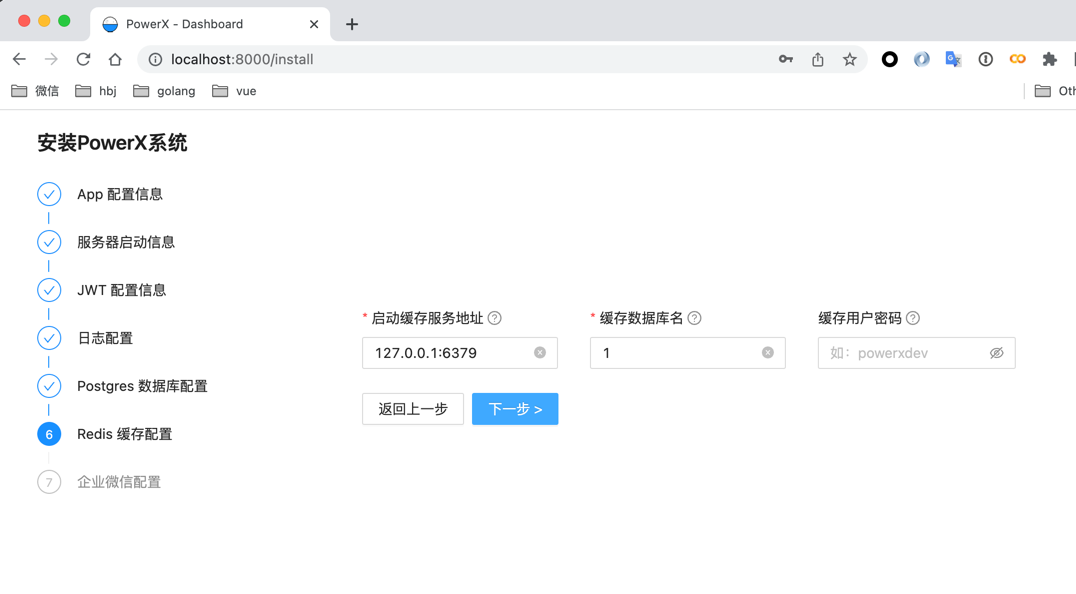 PowerX - Dashboard
localhost:8000/install
微信 hbj golang vue
安装PowerX系统
App 配置信息
服务器启动信息
JWT 配置信息
日志配置
Postgres 数据库配置
6 Redis 缓存配置
7 企业微信配置
* 启动缓存服务地址
127.0.0.1:6379
* 缓存数据库名
1
缓存用户密码
如：powerxdev
返回上一步 下一步 >